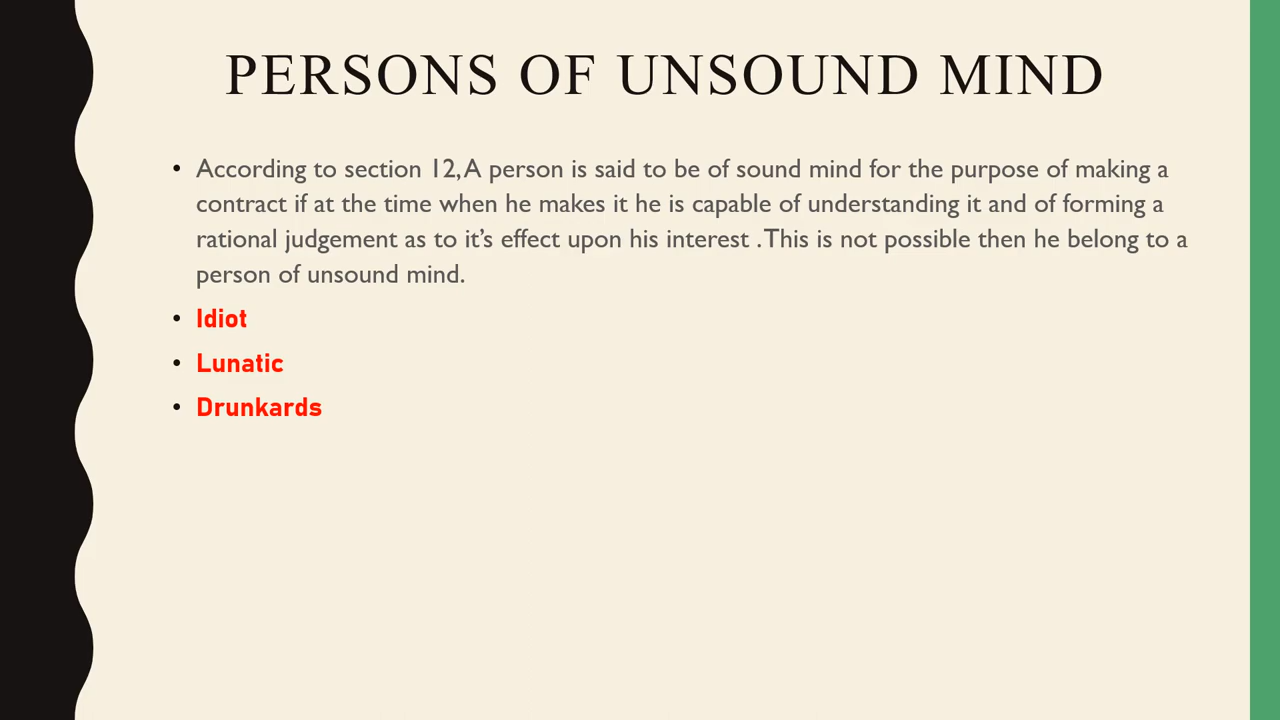 PERSONS OF UNSOUND MIND
• According to section 12, A person is said to be of sound mind for the purpose of making a
contract if at the time when he makes it he is capable of understanding it and of forming a
rational judgement as to it’s effect upon his interest .This is not possible then he belong to a
person of unsound mind.
• Idiot
• Lunatic
• Drunkards